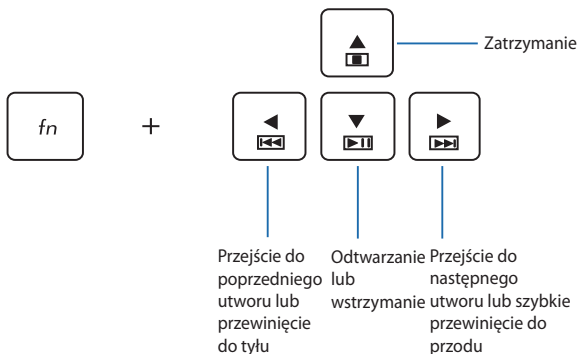 Zatrzymanie
fn
+
Przejście do
poprzedniego
utworu lub
przewinięcie
do tyłu
Odtwarzanie
lub
wstrzymanie
Przejście do
następnego
utworu lub szybkie
przewinięcie do
przodu